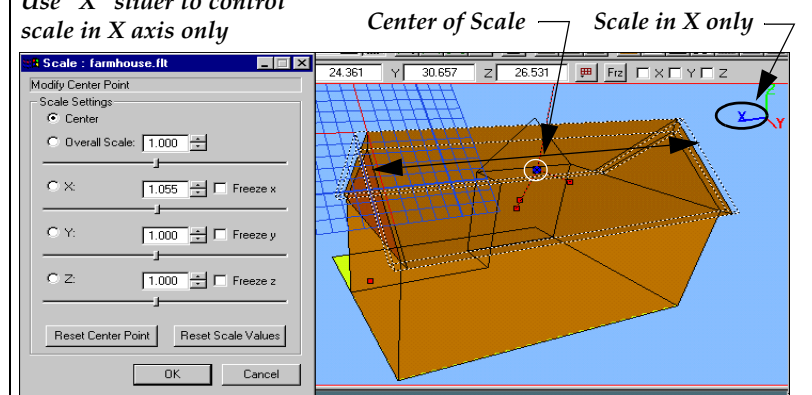 Use "X" slider to control
scale in X axis only
Center of Scale
Scale in X only
Scale : farmhouse.flt
Modify Center Point
Scale Settings
Center
Overall Scale: 1.000
X: 1.055 Freeze x
Y: 1.000 Freeze y
Z: 1.000 Freeze z
Reset Center Point Reset Scale Values
OK Cancel
24.361 Y 30.657 Z 26.531 Frz X Y Z
Z
X
Y